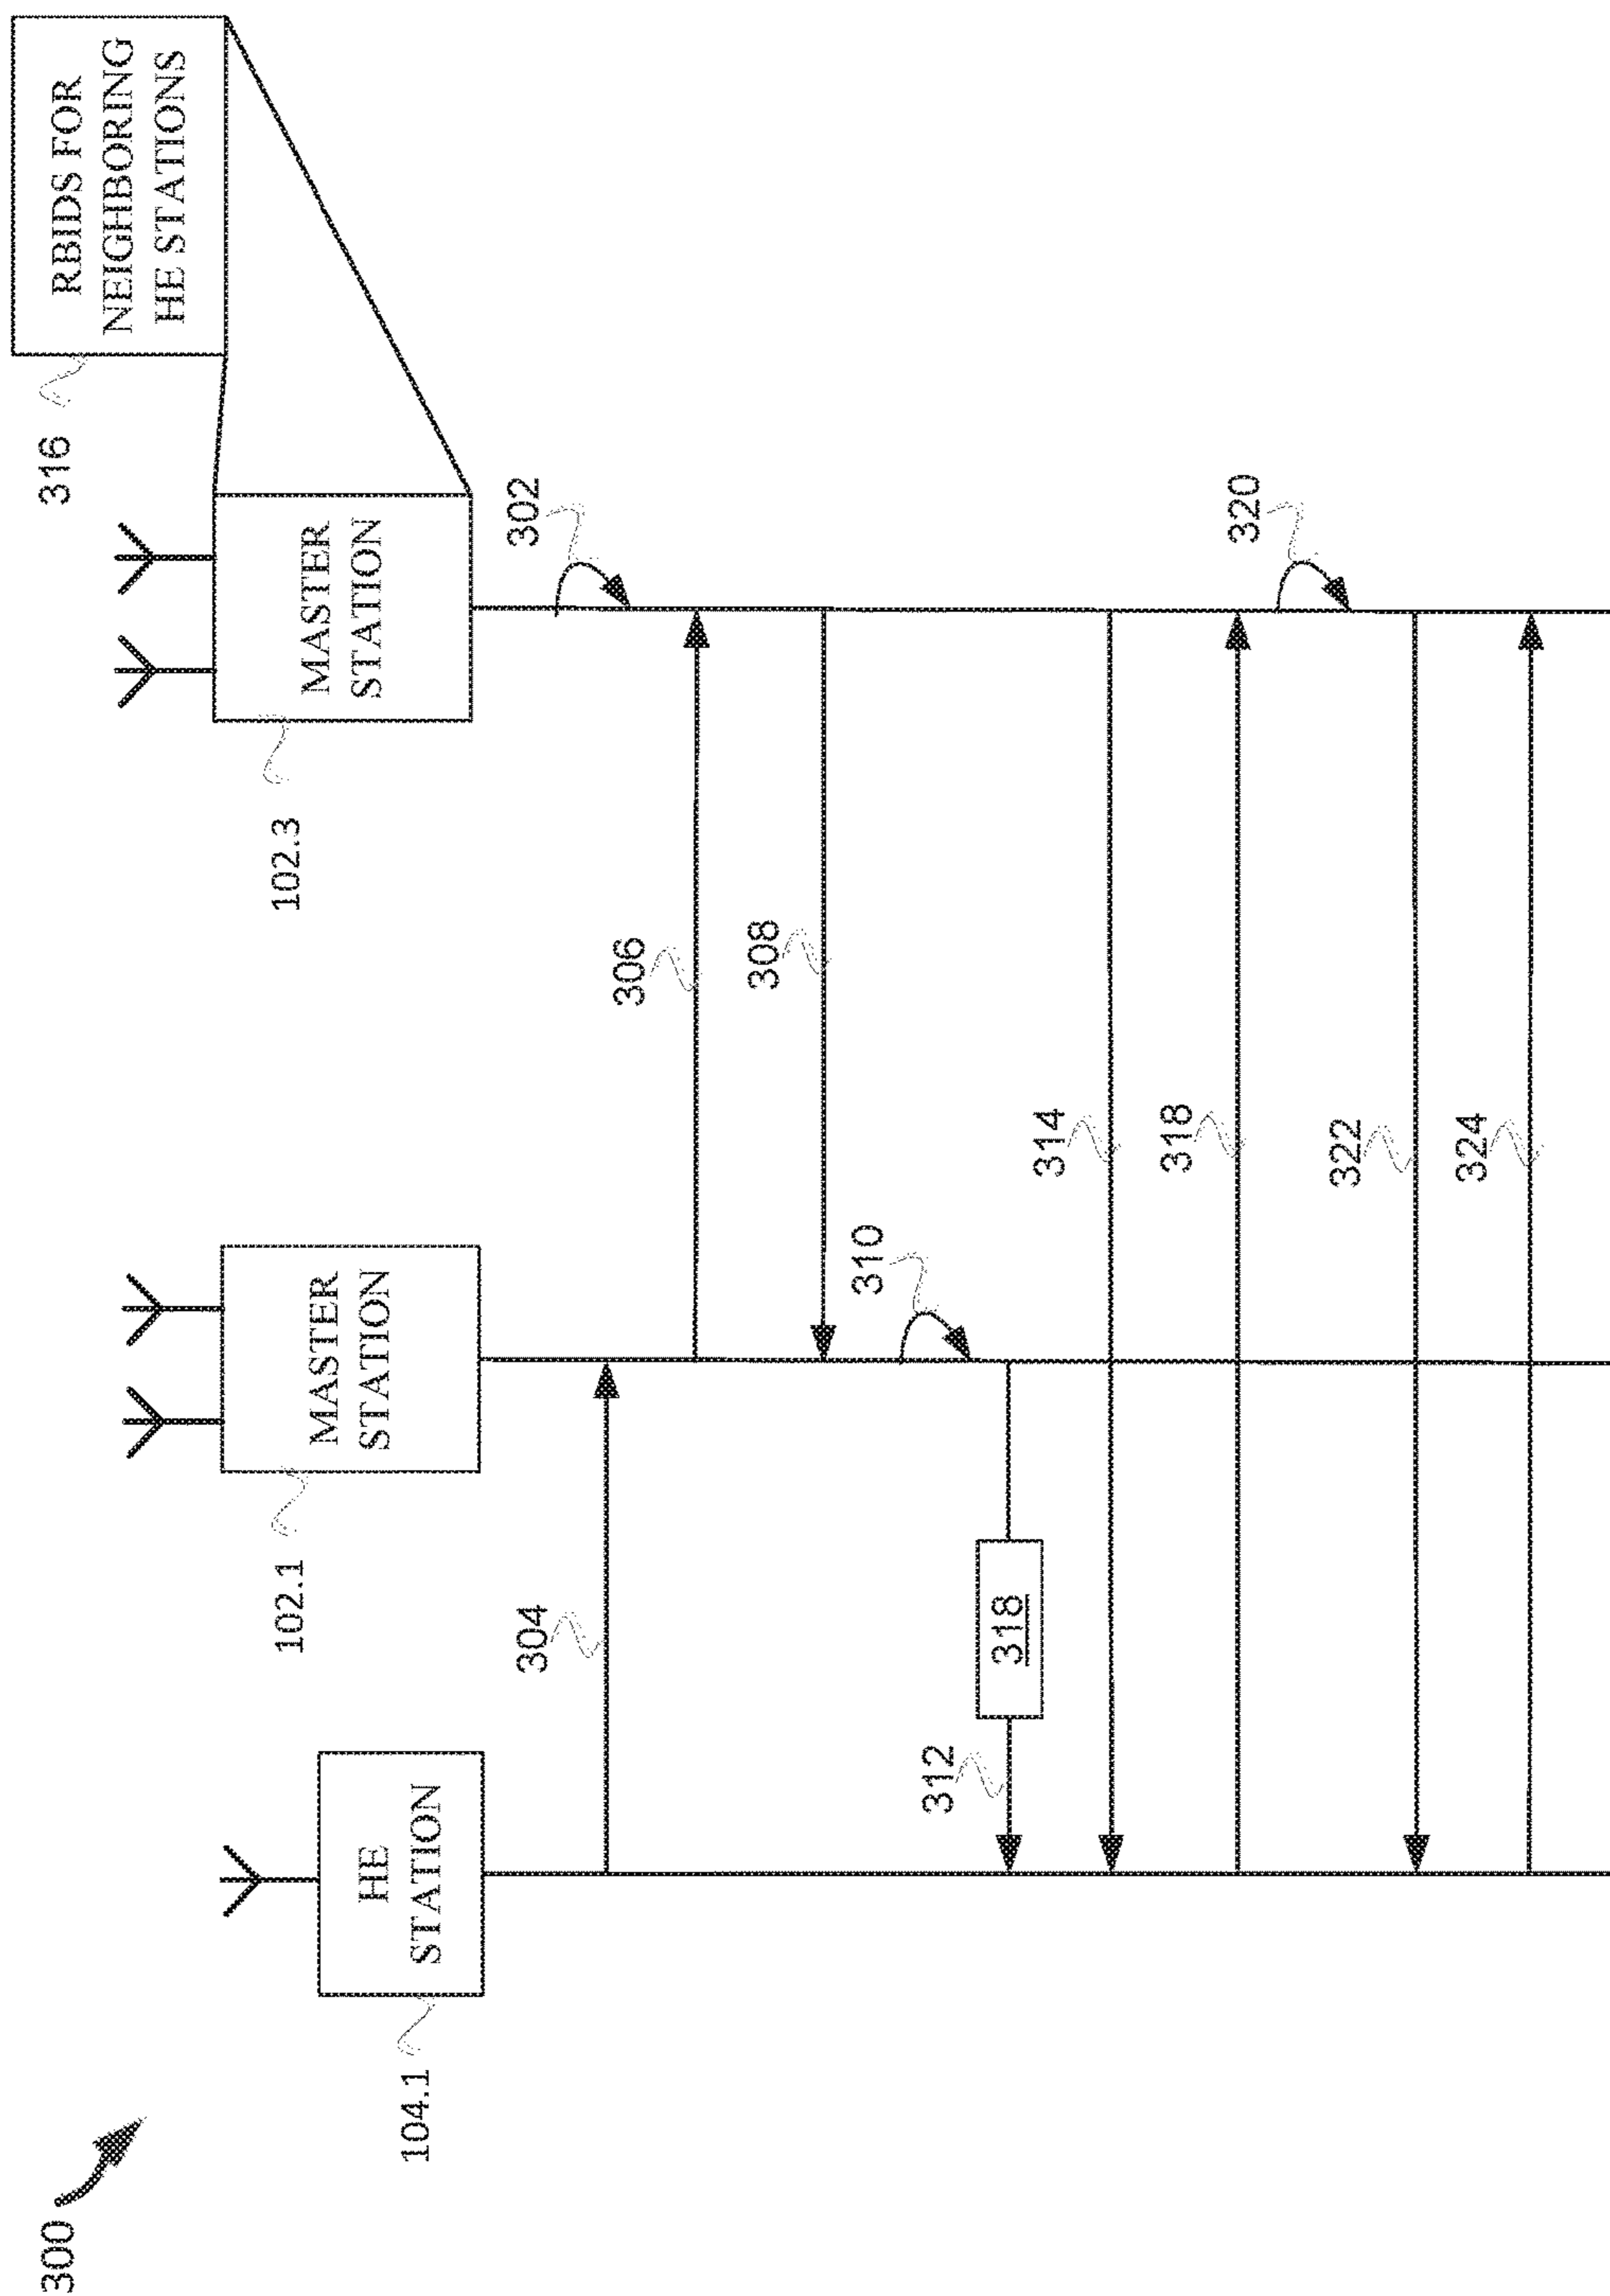 300
104.1
HE
STATION
102.1
MASTER
STATION
102.3
MASTER
STATION
316
RBIDS FOR
NEIGHBORING
HE STATIONS
302
304
306
308
310
312
318
314
318
320
322
324